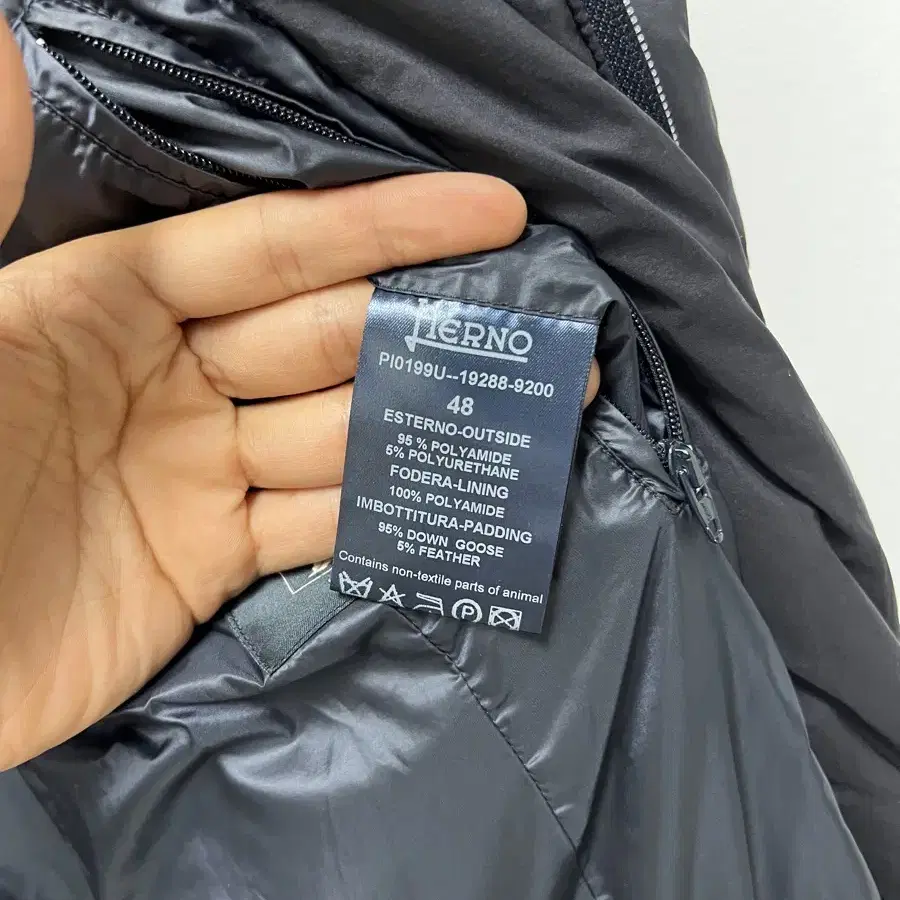 HERNO
PI0199U--19288-9200
48
ESTERNO-OUTSIDE
95 % POLYAMIDE
5% POLYURETHANE
FODERA-LINING
100% POLYAMIDE
IMBOTTITURA-PADDING
95% DOWN GOOSE
5% FEATHER
Contains non-textile parts of animal
P